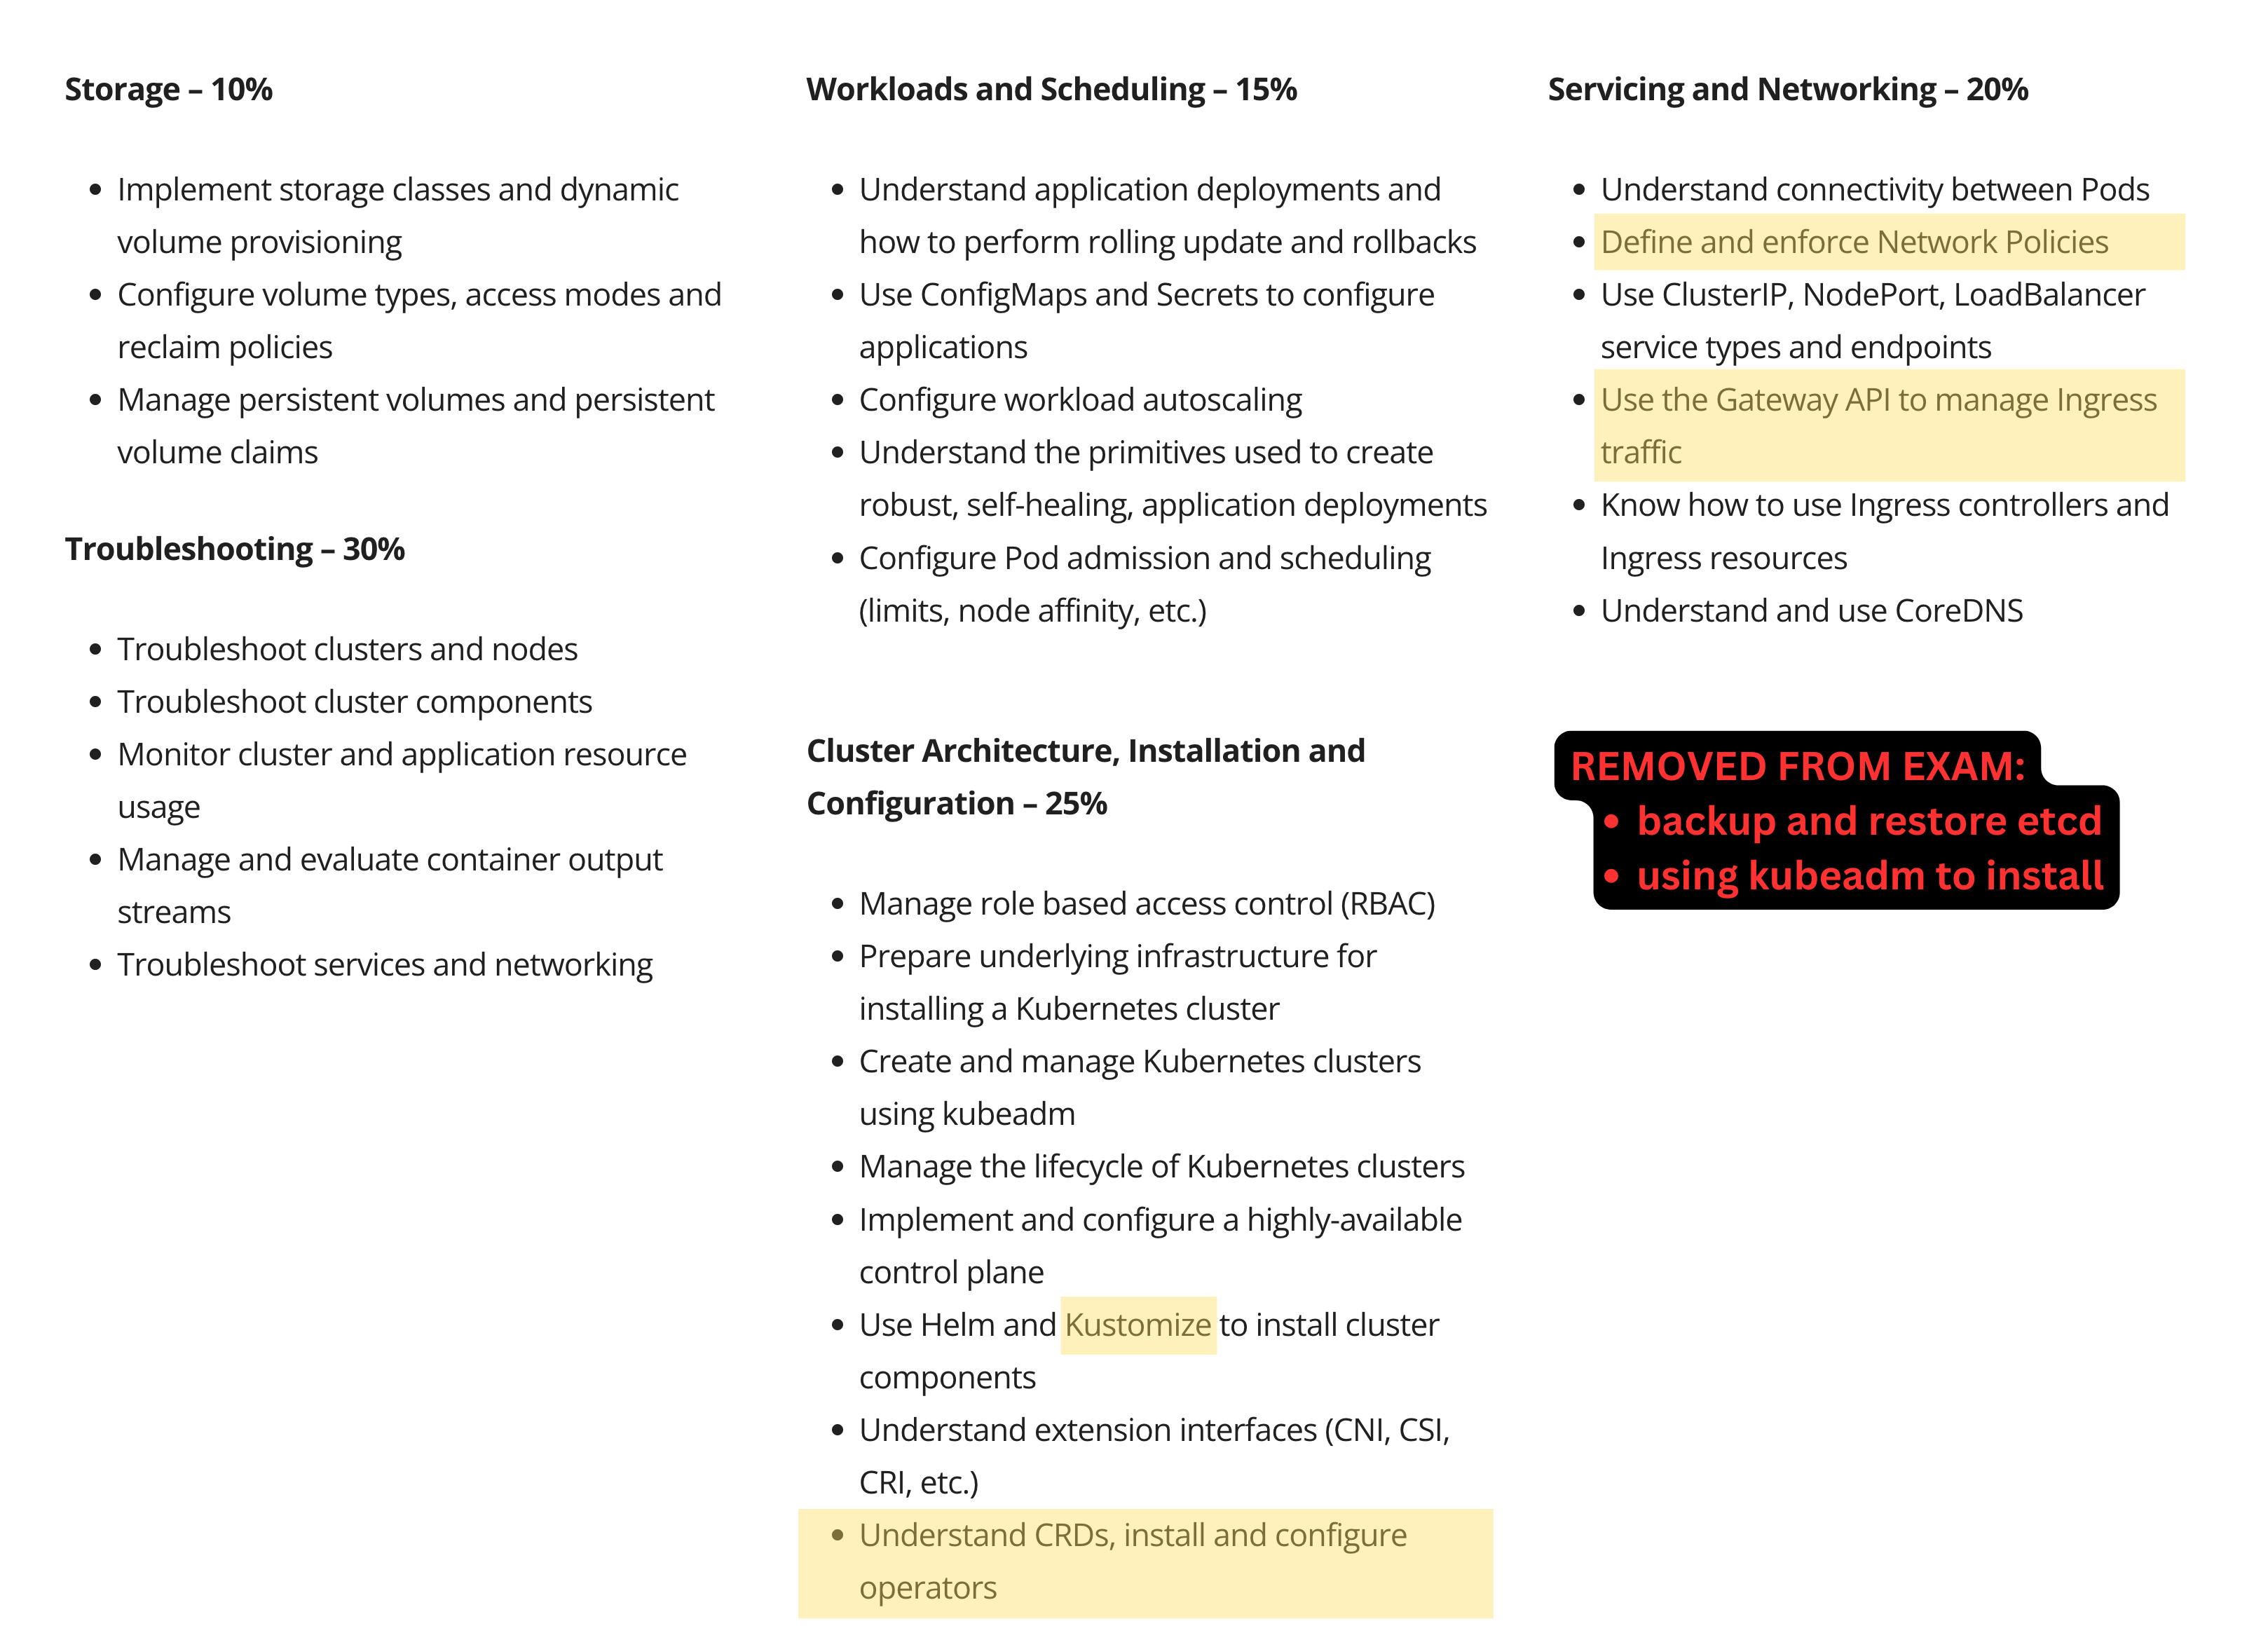 Storage – 10%
• Implement storage classes and dynamic
volume provisioning
• Configure volume types, access modes and
reclaim policies
• Manage persistent volumes and persistent
volume claims
Troubleshooting – 30%
• Troubleshoot clusters and nodes
• Troubleshoot cluster components
• Monitor cluster and application resource
usage
• Manage and evaluate container output
streams
• Troubleshoot services and networking
Workloads and Scheduling – 15%
• Understand application deployments and
how to perform rolling update and rollbacks
• Use ConfigMaps and Secrets to configure
applications
• Configure workload autoscaling
• Understand the primitives used to create
robust, self-healing, application deployments
• Configure Pod admission and scheduling
(limits, node affinity, etc.)
Cluster Architecture, Installation and
Configuration – 25%
• Manage role based access control (RBAC)
• Prepare underlying infrastructure for
installing a Kubernetes cluster
• Create and manage Kubernetes clusters
using kubeadm
• Manage the lifecycle of Kubernetes clusters
• Implement and configure a highly-available
control plane
• Use Helm and Kustomize to install cluster
components
• Understand extension interfaces (CNI, CSI,
CRI, etc.)
• Understand CRDs, install and configure
operators
Servicing and Networking – 20%
• Understand connectivity between Pods
• Define and enforce Network Policies
• Use ClusterIP, NodePort, LoadBalancer
service types and endpoints
• Use the Gateway API to manage Ingress
traffic
• Know how to use Ingress controllers and
Ingress resources
• Understand and use CoreDNS
REMOVED FROM EXAM:
• backup and restore etcd
• using kubeadm to install